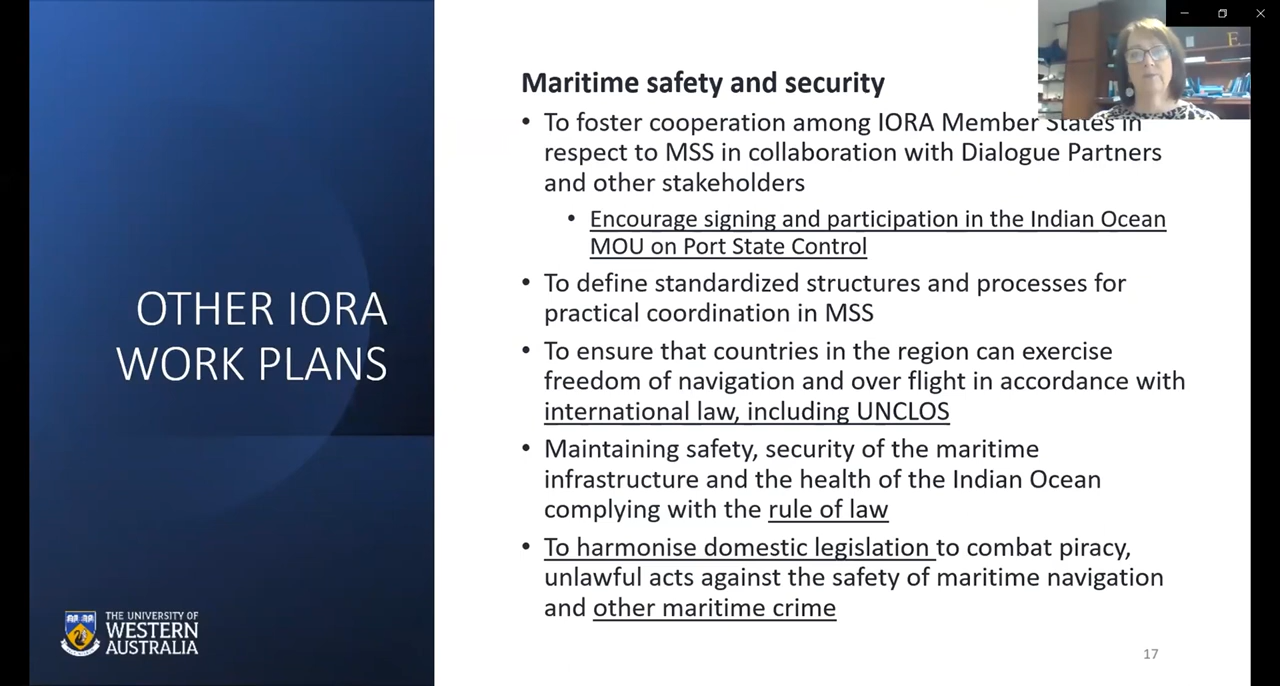 OTHER IORA
WORK PLANS
THE UNIVERSITY OF
WESTERN
AUSTRALIA
Maritime safety and security
• To foster cooperation among IORA Member States in
respect to MSS in collaboration with Dialogue Partners
and other stakeholders
• Encourage signing and participation in the Indian Ocean
MOU on Port State Control
• To define standardized structures and processes for
practical coordination in MSS
• To ensure that countries in the region can exercise
freedom of navigation and over flight in accordance with
international law, including UNCLOS
• Maintaining safety, security of the maritime
infrastructure and the health of the Indian Ocean
complying with the rule of law
• To harmonise domestic legislation to combat piracy,
unlawful acts against the safety of maritime navigation
and other maritime crime
17
E